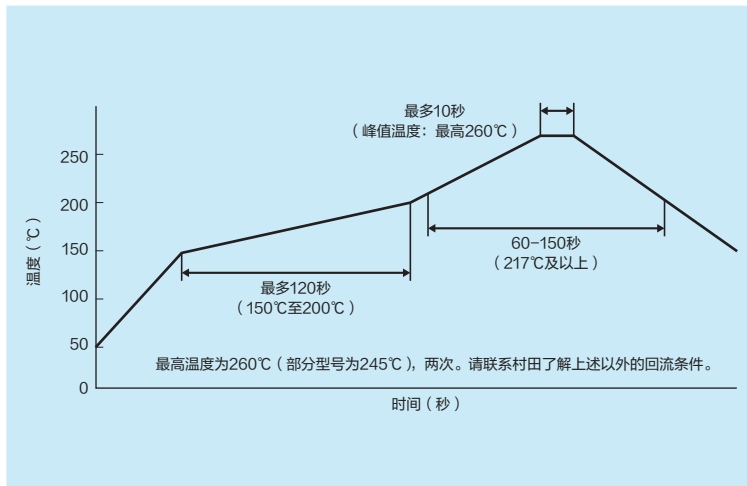 最多10秒
（峰值温度：最高260℃）
250
200
150
100
50
0
温度（℃）
60-150秒
（217℃及以上）
最多120秒
（150℃至200℃）
最高温度为260℃（部分型号为245℃），两次。请联系村田了解上述以外的回流条件。
时间（秒）